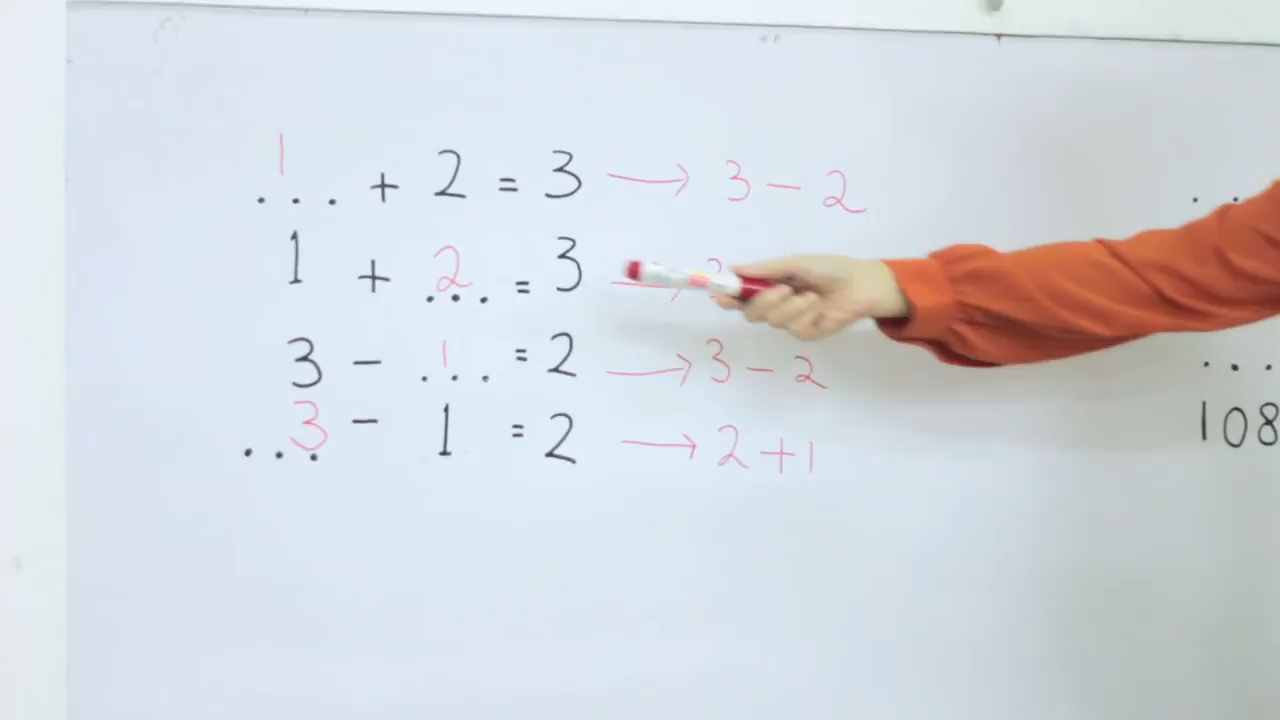 1... + 2 = 3 → 3 - 2
1 + 2... = 3 →
3 - 1... = 2 → 3 - 2
3... - 1 = 2 → 2 + 1
...
...
108